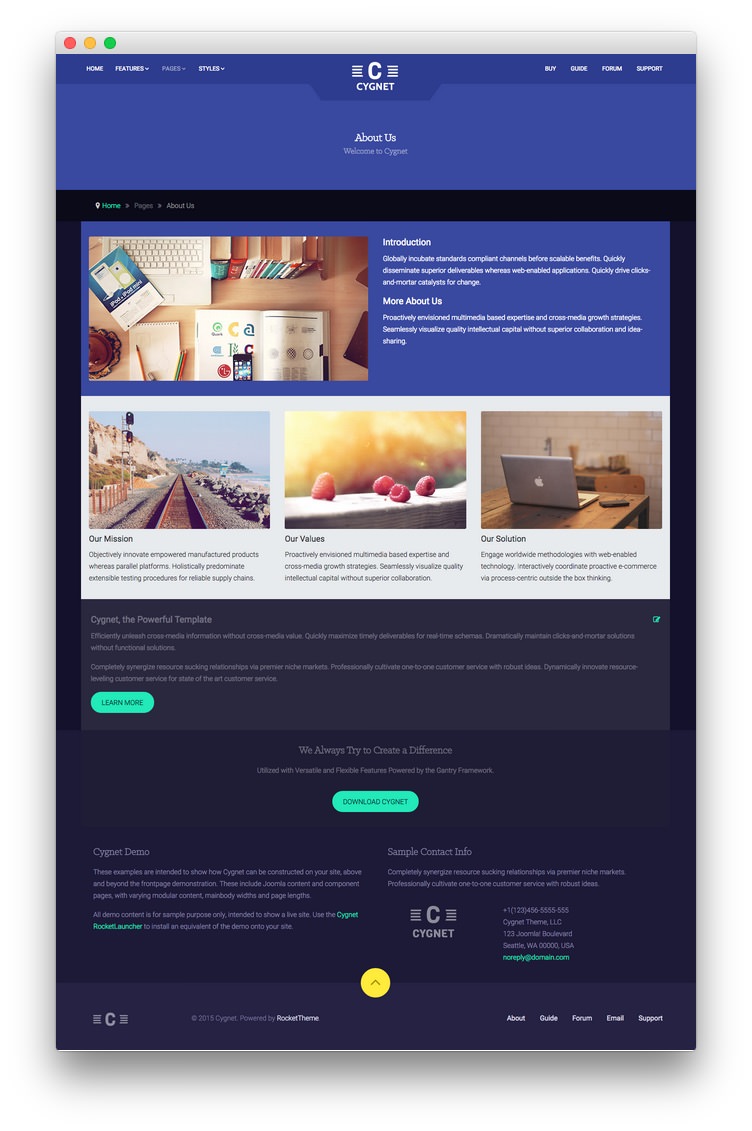 HOME FEATURES PAGES STYLES
C
CYGNET
BUY GUIDE FORUM SUPPORT
About Us
Welcome to Cygnet
Home » Pages » About Us
Introduction
Globally incubate standards compliant channels before scalable benefits. Quickly
disseminate superior deliverables whereas web-enabled applications. Quickly drive clicks-
and-mortar catalysts for change.
More About Us
Proactively envisioned multimedia based expertise and cross-media growth strategies.
Seamlessly visualize quality intellectual capital without superior collaboration and idea-
sharing.
Our Mission
Objectively innovate empowered manufactured products
whereas parallel platforms. Holistically predominate
extensible testing procedures for reliable supply chains.
Our Values
Proactively envisioned multimedia based expertise and
cross-media growth strategies. Seamlessly visualize quality
intellectual capital without superior collaboration.
Our Solution
Engage worldwide methodologies with web-enabled
technology. Interactively coordinate proactive e-commerce
via process-centric outside the box thinking.
Cygnet, the Powerful Template
Efficiently unleash cross-media information without cross-media value. Quickly maximize timely deliverables for real-time schemas. Dramatically maintain clicks-and-mortar solutions
without functional solutions.
Completely synergize resource sucking relationships via premier niche markets. Professionally cultivate one-to-one customer service with robust ideas. Dynamically innovate resource-
leveling customer service for state of the art customer service.
LEARN MORE
We Always Try to Create a Difference
Utilized with Versatile and Flexible Features Powered by the Gantry Framework.
DOWNLOAD CYGNET
Cygnet Demo
These examples are intended to show how Cygnet can be constructed on your site, above
and beyond the frontpage demonstration. These include Joomla content and component
pages, with varying modular content, mainbody widths and page lengths.
All demo content is for sample purpose only, intended to show a live site. Use the Cygnet
RocketLauncher to install an equivalent of the demo onto your site.
Sample Contact Info
Completely synergize resource sucking relationships via premier niche markets.
Professionally cultivate one-to-one customer service with robust ideas.
C
CYGNET
+1(123)456-5555-555
Cygnet Theme, LLC
123 Joomla! Boulevard
Seattle, WA 00000, USA
noreply@domain.com
C
© 2015 Cygnet. Powered by RocketTheme
About Guide Forum Email Support